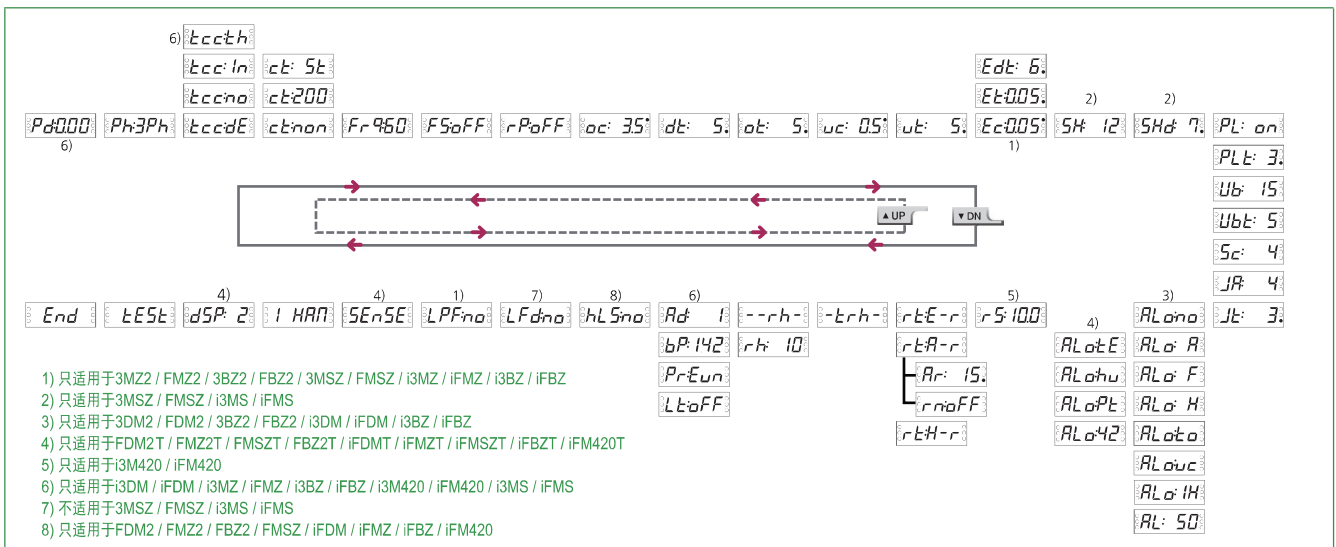 6) tcc:th
tcc: In ct: St Edt: 6.
tcc:no ct:200 Et:0.05. 2) 2)
Pd:0.00 Ph:3Ph tcc:dE ct:non Fr9:60 FS:oFF rP:oFF oc: 3.5 dt: 5. ot: 5. uc: 0.5 ut: 5. Ec:0.05 SH: 12 SHd: 7. PL: on
6) 1)
PLt: 3.
Ub: 15
▲ UP ▼ DN Ubt: 5
Sc: 4
JA: 4
4) 1) 4) 1) 7) 8) 6) 5) 3)
End tESt dSP: 2 1 HAN SEnSE LPF:no LFd:no hLS:no Ad: 1 --rh- -trh- rtE-r rS:10.0 ALo:no Jt: 3.
4)
bP:142 rh: 10 rt:A-r ALo:tE ALo: A
Pr:Eun Ar: 15. ALo:hu ALo: F
Lt:oFF rn:oFF ALo:Pt ALo: H
rt:H-r ALo:42 ALo:to
ALo:uc
ALo:1H
AL: 50
1) 只适用于3MZ2 / FMZ2 / 3BZ2 / FBZ2 / 3MSZ / FMSZ / i3MZ / iFMZ / i3BZ / iFBZ
2) 只适用于3MSZ / FMSZ / i3MS / iFMS
3) 只适用于3DM2 / FDM2 / 3BZ2 / FBZ2 / i3DM / iFDM / i3BZ / iFBZ
4) 只适用于FDM2T / FMZ2T / FMSZT / FBZ2T / iFDMT / iFMZT / iFMSZT / iFBZT / iFM420T
5) 只适用于i3M420 / iFM420
6) 只适用于i3DM / iFDM / i3MZ / iFMZ / i3BZ / iFBZ / i3M420 / iFM420 / i3MS / iFMS
7) 不适用于3MSZ / FMSZ / i3MS / iFMS
8) 只适用于FDM2 / FMZ2 / FBZ2 / FMSZ / iFDM / iFMZ / iFBZ / iFM420